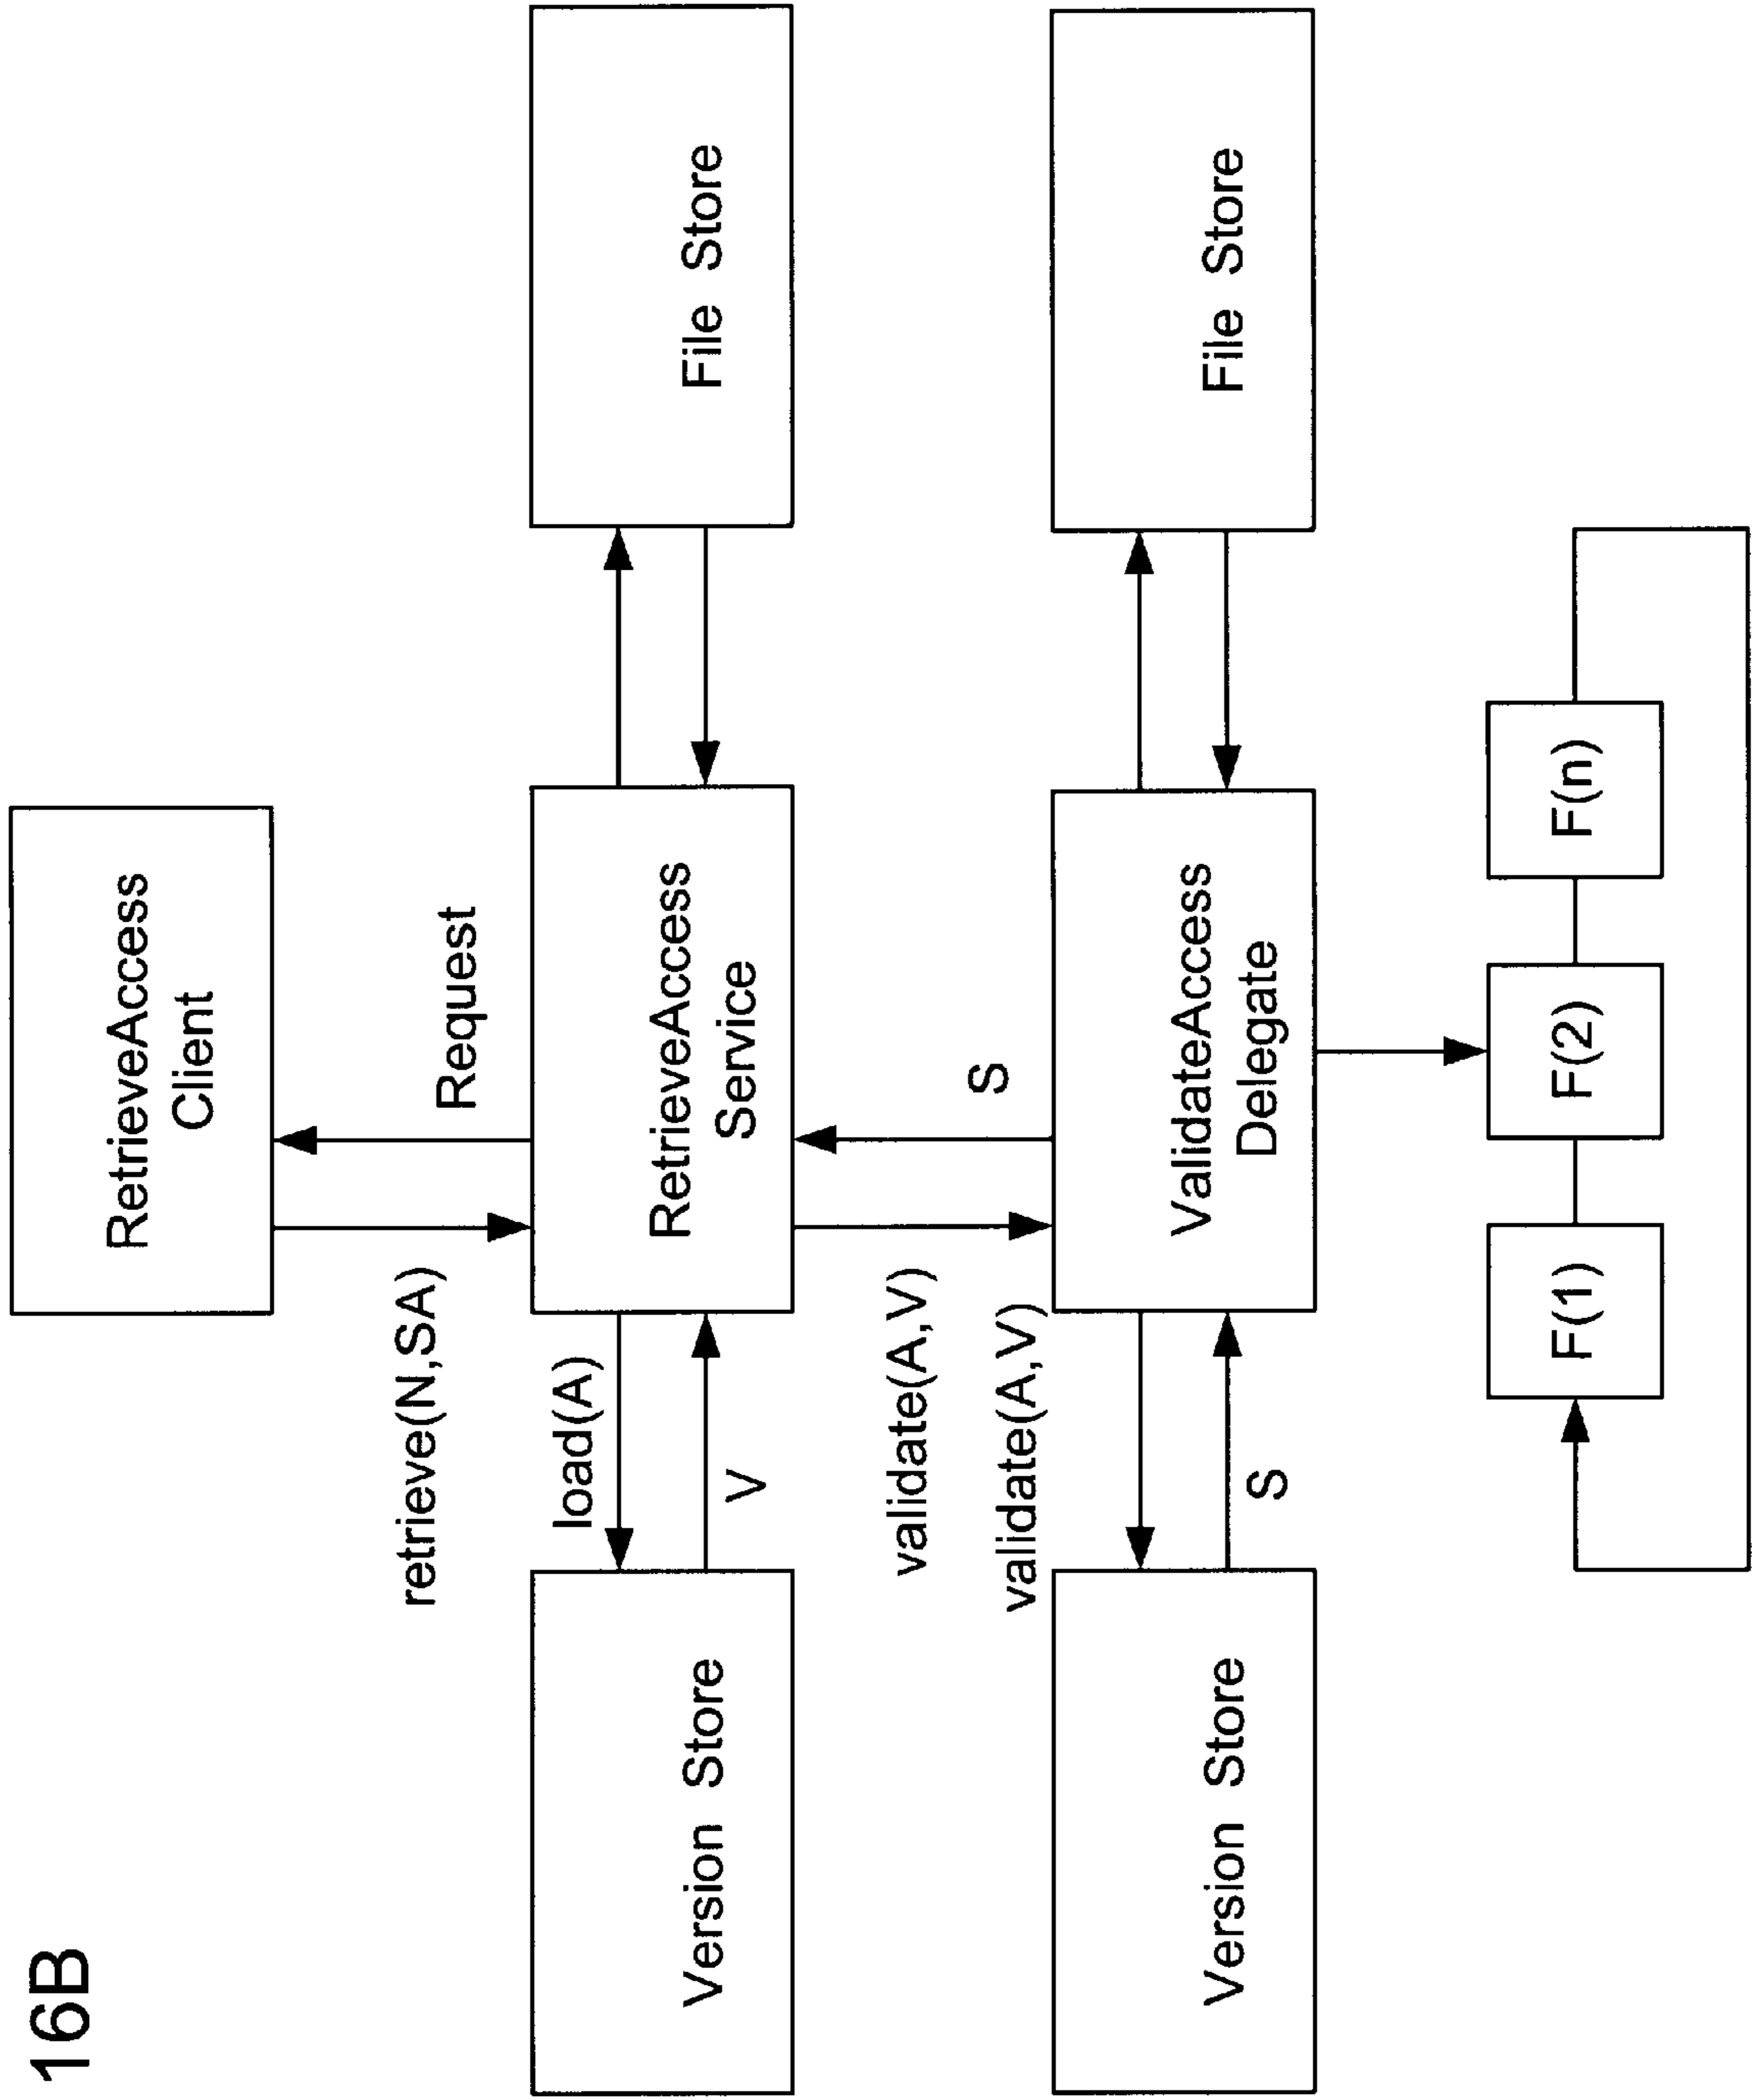 16B
RetrieveAccess
Client
retrieve(N,SA)
Request
load(A)
Version Store
RetrieveAccess
Service
File Store
V
validate(A,V)
S
validate(A,V)
Version Store
ValidateAccess
Delegate
File Store
S
F(1)
F(2)
F(n)